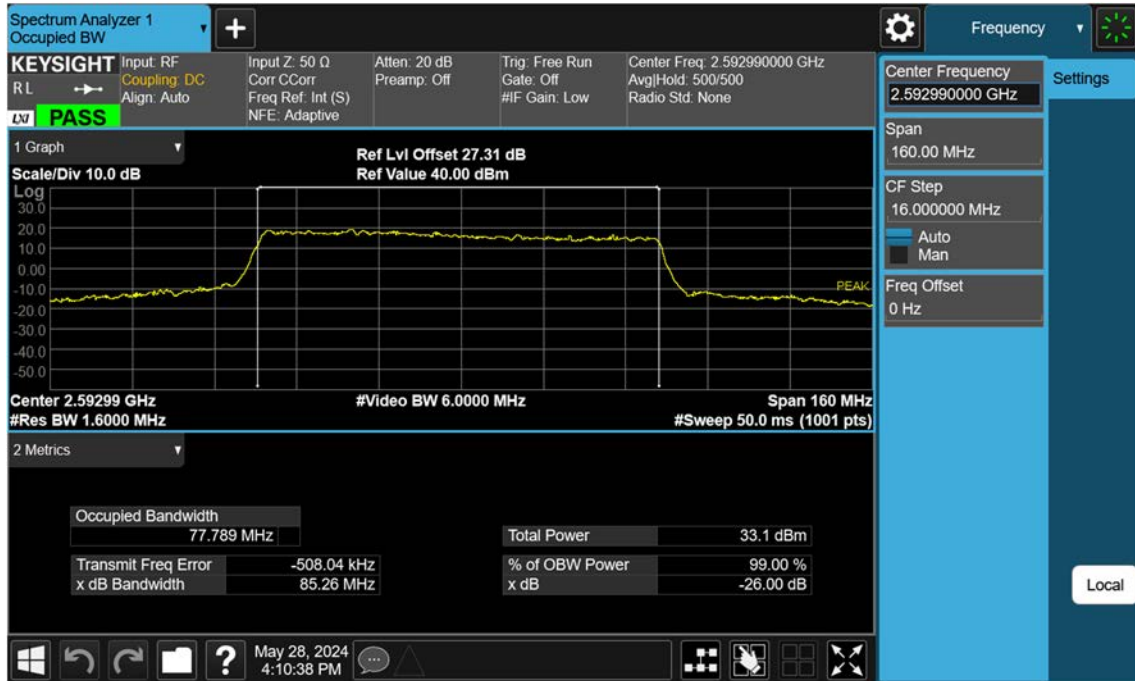 Spectrum Analyzer 1
Occupied BW
+
Frequency
KEYSIGHT
R L
LXI
PASS
Input: RF
Coupling: DC
Align: Auto
Input Z: 50 Ω
Corr CCorr
Freq Ref: Int (S)
NFE: Adaptive
Atten: 20 dB
Preamp: Off
Trig: Free Run
Gate: Off
#IF Gain: Low
Center Freq: 2.592990000 GHz
Avg|Hold: 500/500
Radio Std: None
Center Frequency
2.592990000 GHz
Settings
Span
160.00 MHz
CF Step
16.000000 MHz
Auto
Man
Freq Offset
0 Hz
Local
1 Graph
Scale/Div 10.0 dB
Ref Lvl Offset 27.31 dB
Ref Value 40.00 dBm
Log
30.0
20.0
10.0
0.00
-10.0
-20.0
-30.0
-40.0
-50.0
PEAK
Center 2.59299 GHz
#Video BW 6.0000 MHz
Span 160 MHz
#Res BW 1.6000 MHz
#Sweep 50.0 ms (1001 pts)
2 Metrics
Occupied Bandwidth
77.789 MHz
Total Power 33.1 dBm
Transmit Freq Error -508.04 kHz
% of OBW Power 99.00 %
x dB Bandwidth 85.26 MHz
x dB -26.00 dB
?
May 28, 2024
4:10:38 PM